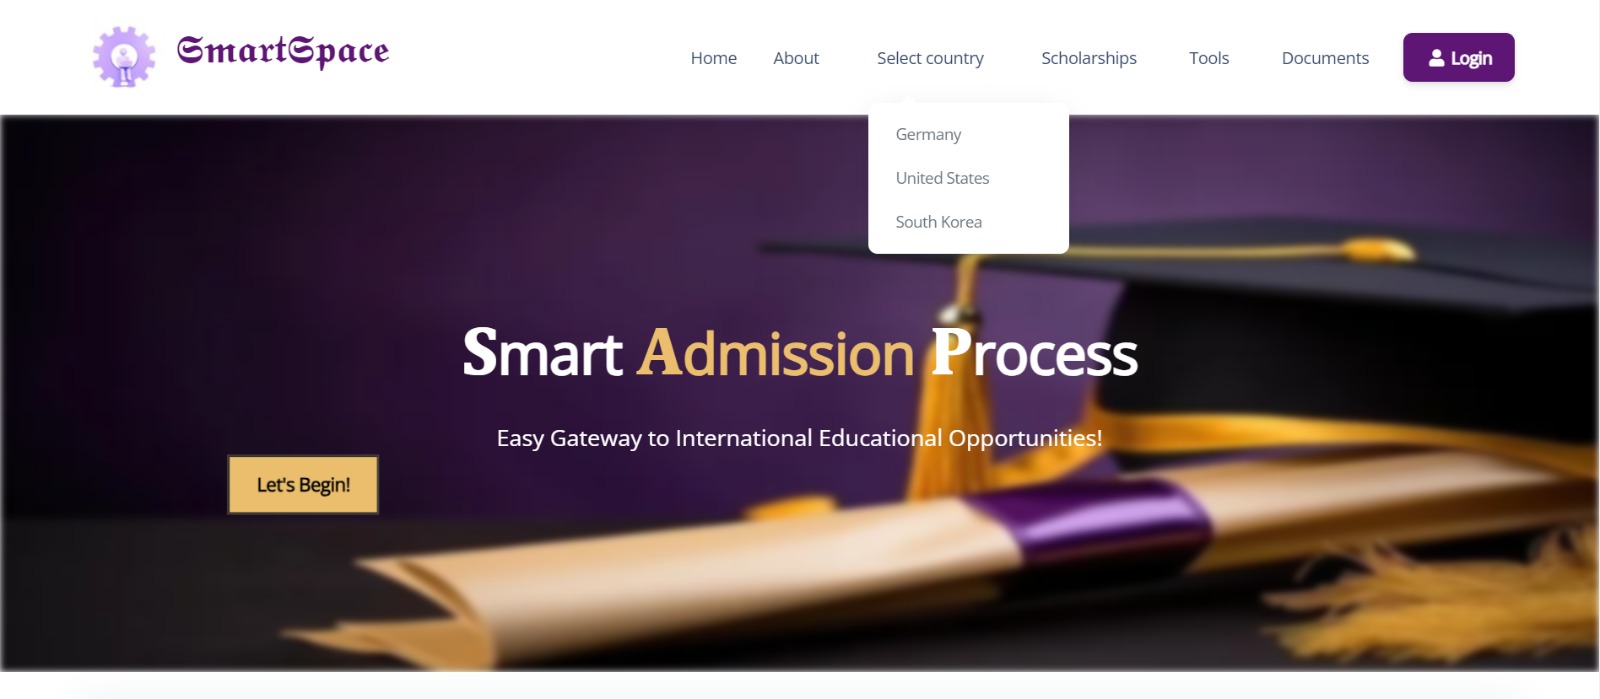 SmartSpace
Home About Select country Scholarships Tools Documents Login
Germany
United States
South Korea
Smart Admission Process
Easy Gateway to International Educational Opportunities!
Let's Begin!